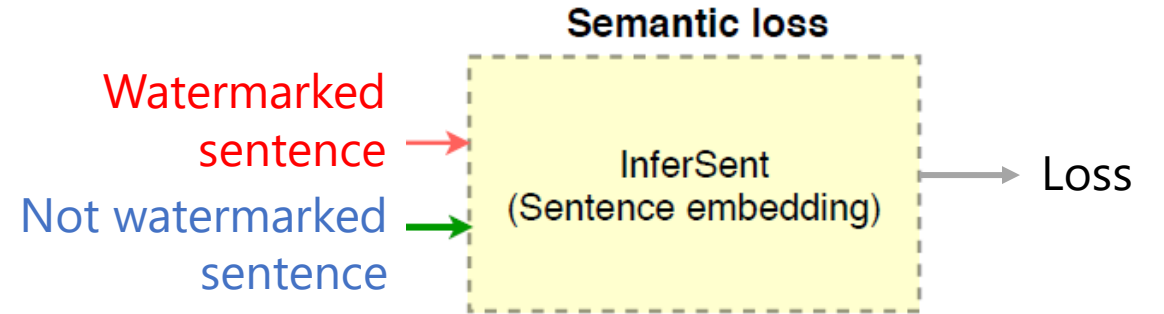 Semantic loss
Watermarked
sentence
Not watermarked
sentence
InferSent
(Sentence embedding)
Loss